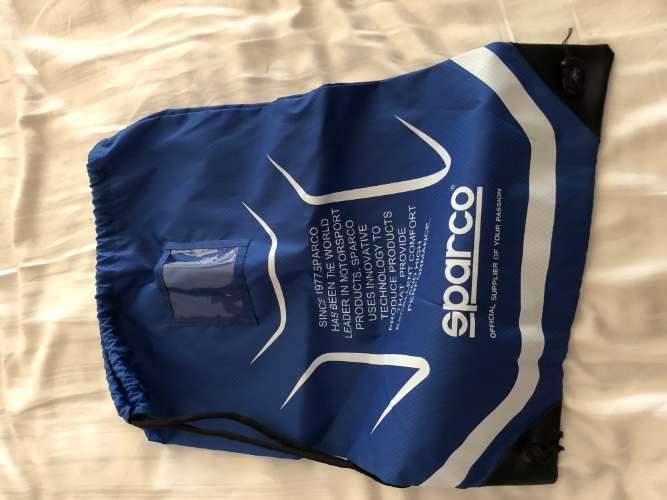 SINCE 1977 SPARCO
HAS BEEN THE WORLD
LEADER IN MOTORSPORT
PRODUCTS. SPARCO
USES INNOVATIVE
TECHNOLOGY TO
PRODUCE PRODUCTS
THAT PROVIDE
COMFORT
PERFORMANCE.
sparco®
OFFICIAL SUPPLIER OF YOUR PASSION